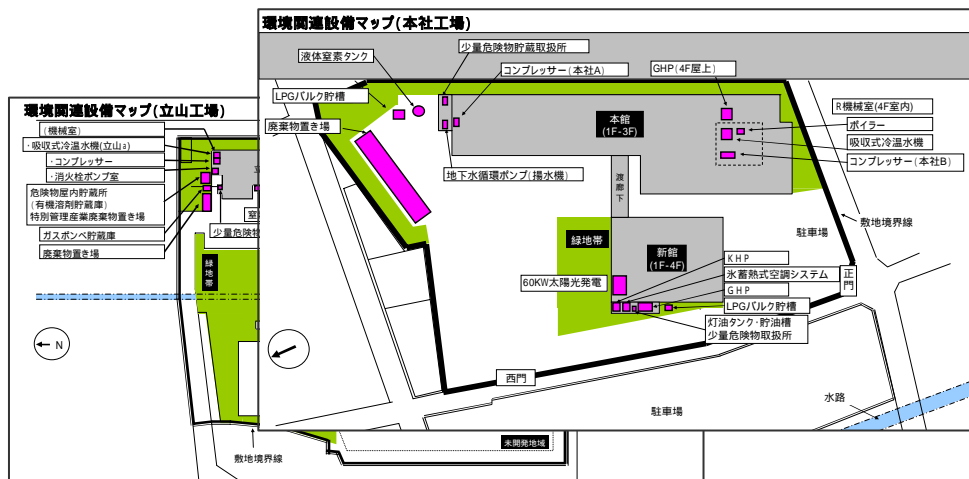 環境関連設備マップ(本社工場)
液体窒素タンク
少量危険物貯蔵取扱所
コンプレッサー(本社A)
GHP(4F屋上)
LPGバルク貯槽
廃棄物置き場
R機械室(4F室内)
ボイラー
吸収式冷温水機
コンプレッサー(本社B)
本館
(1F-3F)
地下水循環ポンプ(揚水機)
渡廊下
敷地境界線
駐車場
緑地帯
新館
(1F-4F)
KHP
氷蓄熱式空調システム
GHP
LPGバルク貯槽
60KW太陽光発電
正門
灯油タンク・貯油槽
少量危険物取扱所
西門
水路
駐車場
環境関連設備マップ(立山工場)
(機械室)
・吸収式冷温水機(立山a)
・コンプレッサー
・消火栓ポンプ室
危険物屋内貯蔵所
(有機溶剤貯蔵庫)
特別管理産業廃棄物置き場
ガスボンベ貯蔵庫
廃棄物置き場
立
窒
少量危険物
緑地帯
N
敷地境界線
未開発地域